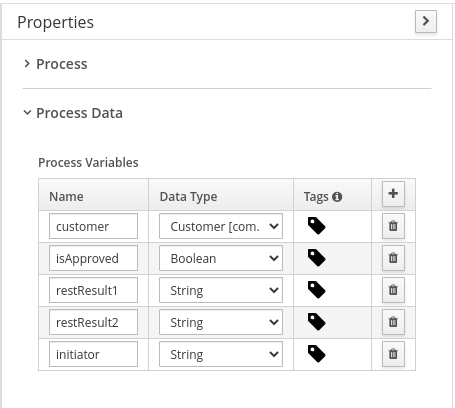 Properties
Process
Process Data
Process Variables
Name Data Type Tags
customer Customer [com.
isApproved Boolean
restResult1 String
restResult2 String
initiator String